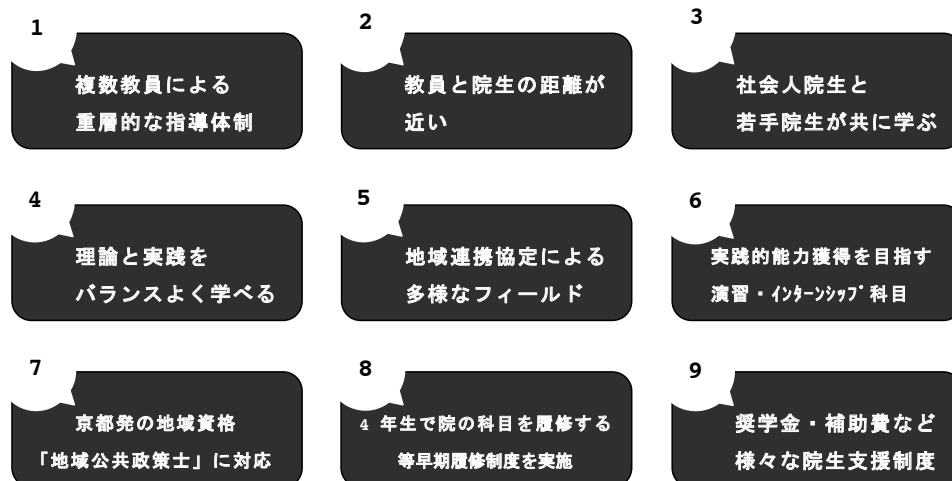 1
複数教員による
重層的な指導体制
2
教員と院生の距離が
近い
3
社会人院生と
若手院生が共に学ぶ
4
理論と実践を
バランスよく学べる
5
地域連携協定による
多様なフィールド
6
実践的能力獲得を目指す
演習・ｲﾝﾀｰﾝｼｯﾌﾟ科目
7
京都発の地域資格
「地域公共政策士」に対応
8
4 年生で院の科目を履修する
等早期履修制度を実施
9
奨学金・補助費など
様々な院生支援制度